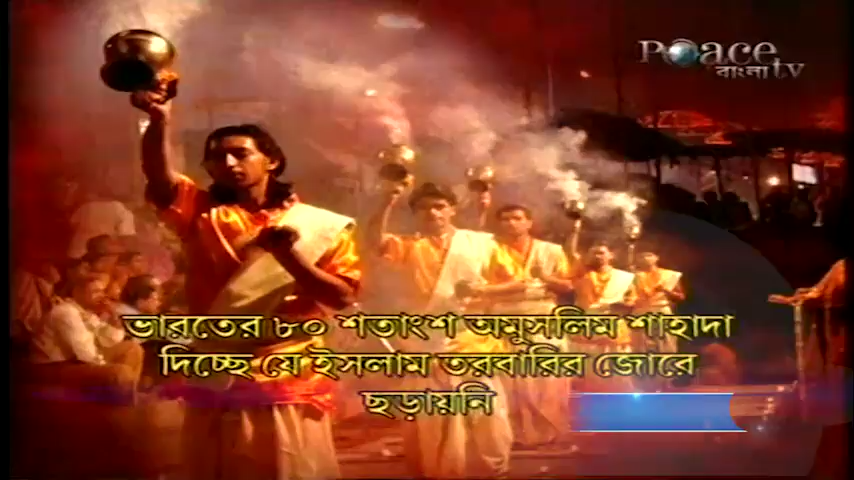 Peace
বাংলা tv
ভারতের ৮০ শতাংশ অমুসলিম শাহাদা
দিচ্ছে যে ইসলাম তরবারির জোরে
ছড়ায়নি